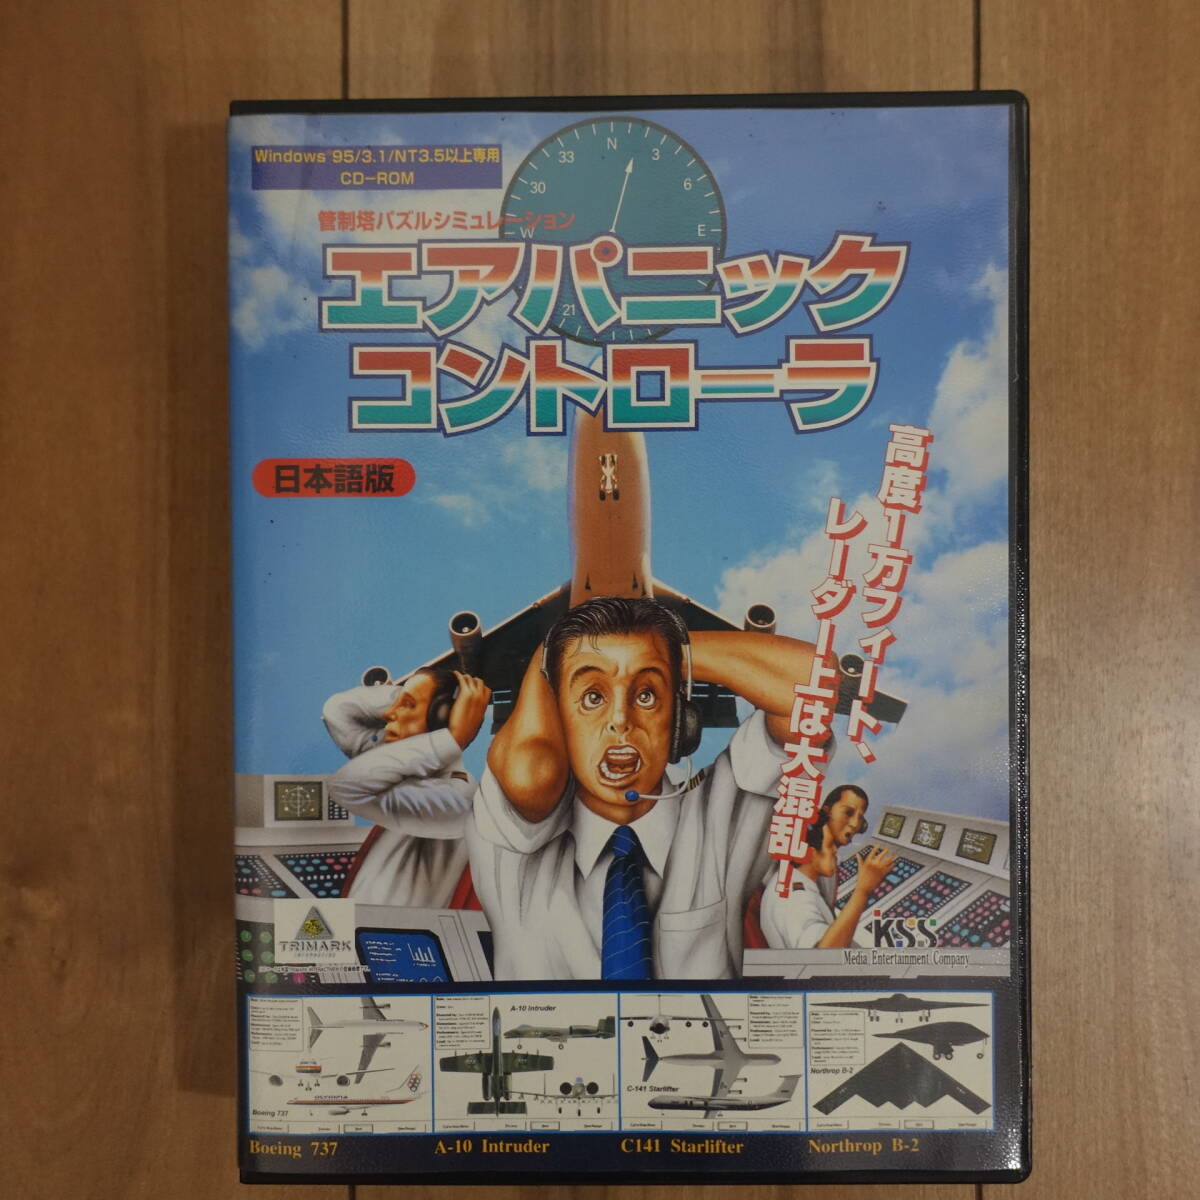 Windows 95/3.1/NT3.5以上専用
CD-ROM
N
3
6
E
21
W
30
33
管制塔パズルシミュレーション
エアパニック
コントローラ
日本語版
高度1万フィート、
レーダー上は大混乱!
TRIMARK
INTERACTIVE
KSS
Media Entertainment Company
Boeing 737
OLYMPIA
A-10 Intruder
C-141 Starlifter
Northrop B-2
Boeing 737
A-10 Intruder
C141 Starlifter
Northrop B-2